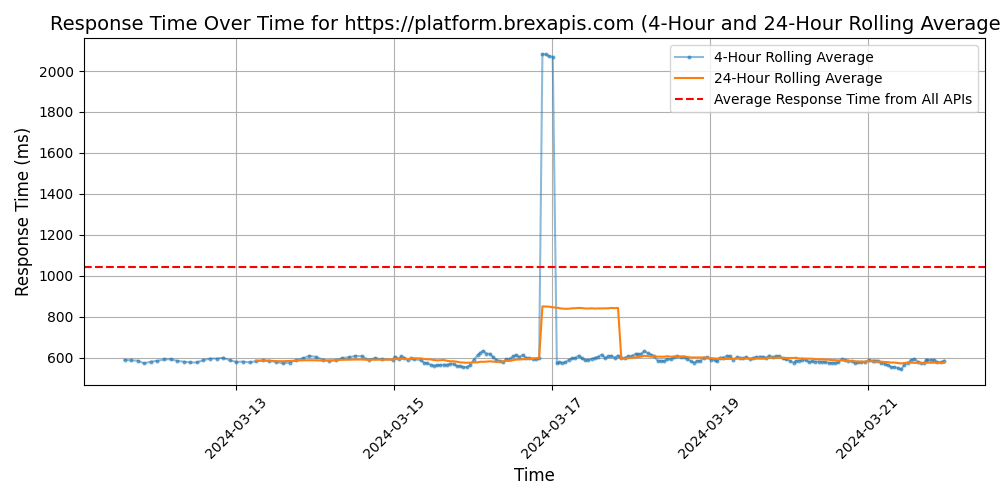 Response Time Over Time for https://platform.brexapis.com (4-Hour and 24-Hour Rolling Average
4-Hour Rolling Average
24-Hour Rolling Average
Average Response Time from All APIs
Response Time (ms)
2000
1800
1600
1400
1200
1000
800
600
2024-03-13
2024-03-15
2024-03-17
2024-03-19
2024-03-21
Time